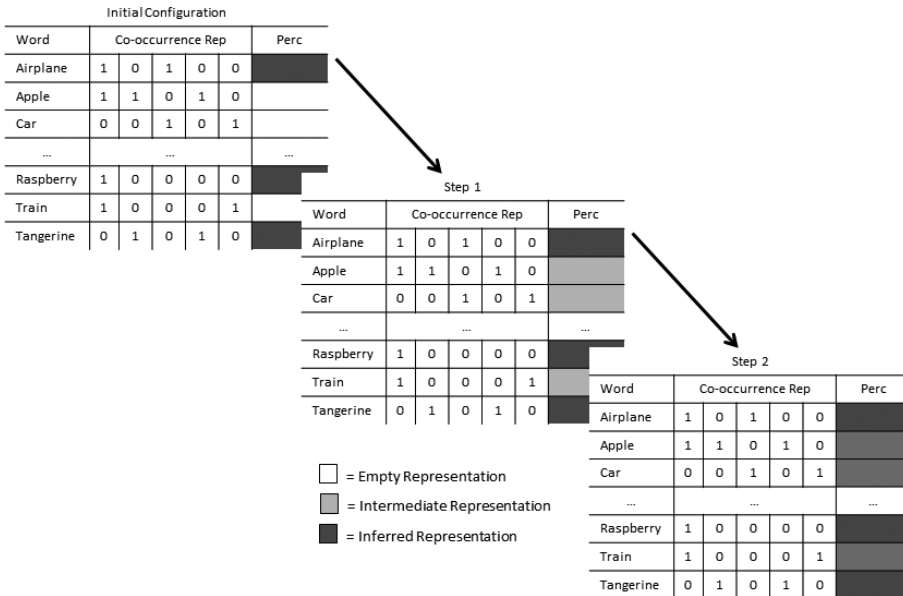 Initial Configuration
Word Co-occurrence Rep Perc
Airplane 1 0 1 0 0
Apple 1 1 0 1 0
Car 0 0 1 0 1
... ... ...
Raspberry 1 0 0 0 0
Train 1 0 0 0 1
Tangerine 0 1 0 1 0
Step 1
Word Co-occurrence Rep Perc
Airplane 1 0 1 0 0
Apple 1 1 0 1 0
Car 0 0 1 0 1
... ... ...
Raspberry 1 0 0 0 0
Train 1 0 0 0 1
Tangerine 0 1 0 1 0
Step 2
Word Co-occurrence Rep Perc
Airplane 1 0 1 0 0
Apple 1 1 0 1 0
Car 0 0 1 0 1
... ... ...
Raspberry 1 0 0 0 0
Train 1 0 0 0 1
Tangerine 0 1 0 1 0
= Empty Representation
= Intermediate Representation
= Inferred Representation